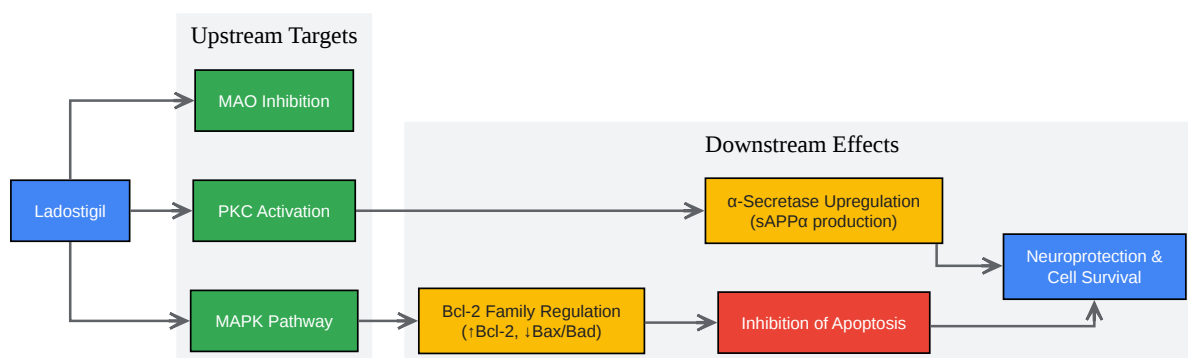 Upstream Targets
MAO Inhibition
Downstream Effects
Ladostigil
PKC Activation
α-Secretase Upregulation
(sAPPα production)
Neuroprotection &
Cell Survival
MAPK Pathway
Bcl-2 Family Regulation
(↑Bcl-2, ↓Bax/Bad)
Inhibition of Apoptosis